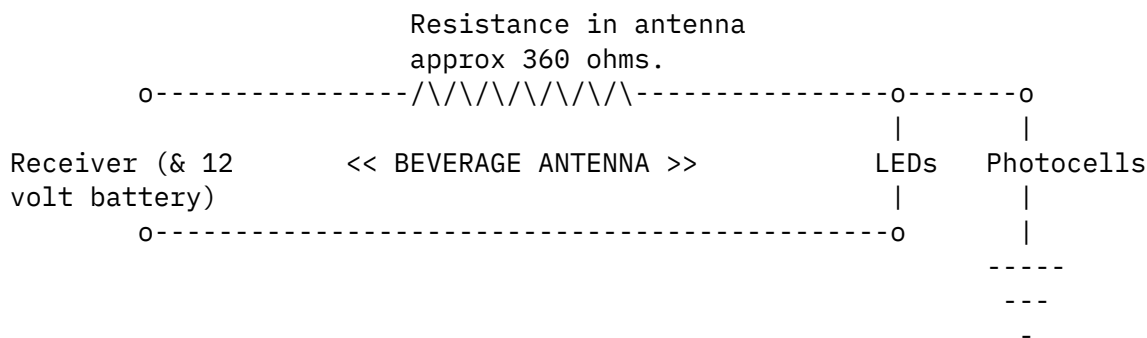 Resistance in antenna
approx 360 ohms.
o----------------/\/\/\/\/\/\/\----------------o-------o
| |
Receiver (& 12 << BEVERAGE ANTENNA >> LEDs Photocells
volt battery) | |
o-----------------------------------------------o |
-----
---
-